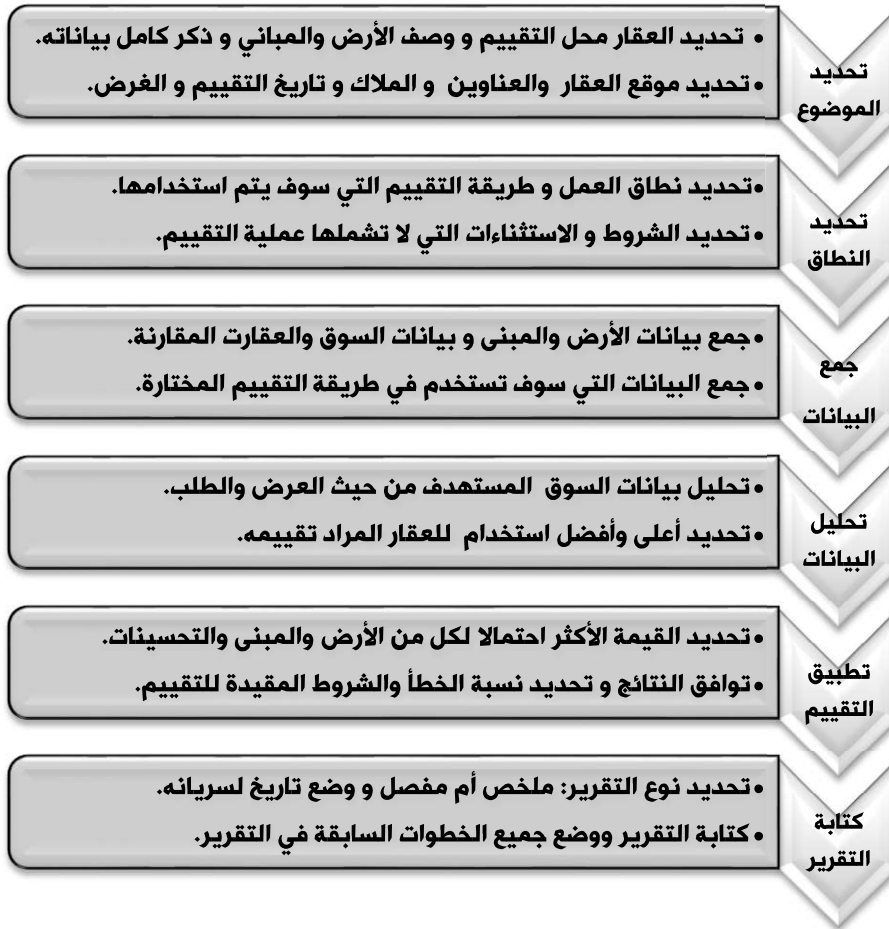 تحديد
الموضوع
• تحديد العقار محل التقييم و وصف الأرض والمباني و ذكر كامل بياناته.
• تحديد موقع العقار والعناوين و الملاك و تاريخ التقييم و الغرض.
تحديد
النطاق
• تحديد نطاق العمل و طريقة التقييم التي سوف يتم استخدامها.
• تحديد الشروط و الاستثناءات التي لا تشملها عملية التقييم.
جمع
البيانات
• جمع بيانات الأرض والمبنى و بيانات السوق والعقارت المقارنة.
• جمع البيانات التي سوف تستخدم في طريقة التقييم المختارة.
تحليل
البيانات
• تحليل بيانات السوق المستهدف من حيث العرض والطلب.
• تحديد أعلى وأفضل استخدام للعقار المراد تقييمه.
تطبيق
التقييم
• تحديد القيمة الأكثر احتمالا لكل من الأرض والمبنى والتحسينات.
• توافق النتائج و تحديد نسبة الخطأ والشروط المقيدة للتقييم.
كتابة
التقرير
• تحديد نوع التقرير: ملخص أم مفصل و وضع تاريخ لسريانه.
• كتابة التقرير ووضع جميع الخطوات السابقة في التقرير.